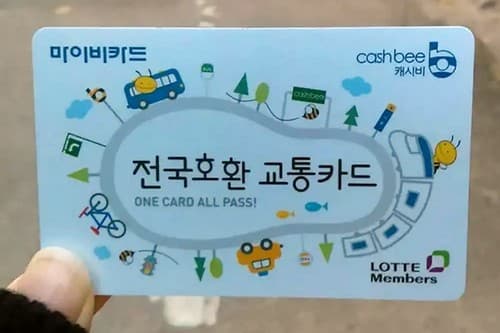 마이비카드
cashbee
캐시비
cashbee
전국호환 교통카드
ONE CARD ALL PASS!
LOTTE
Members